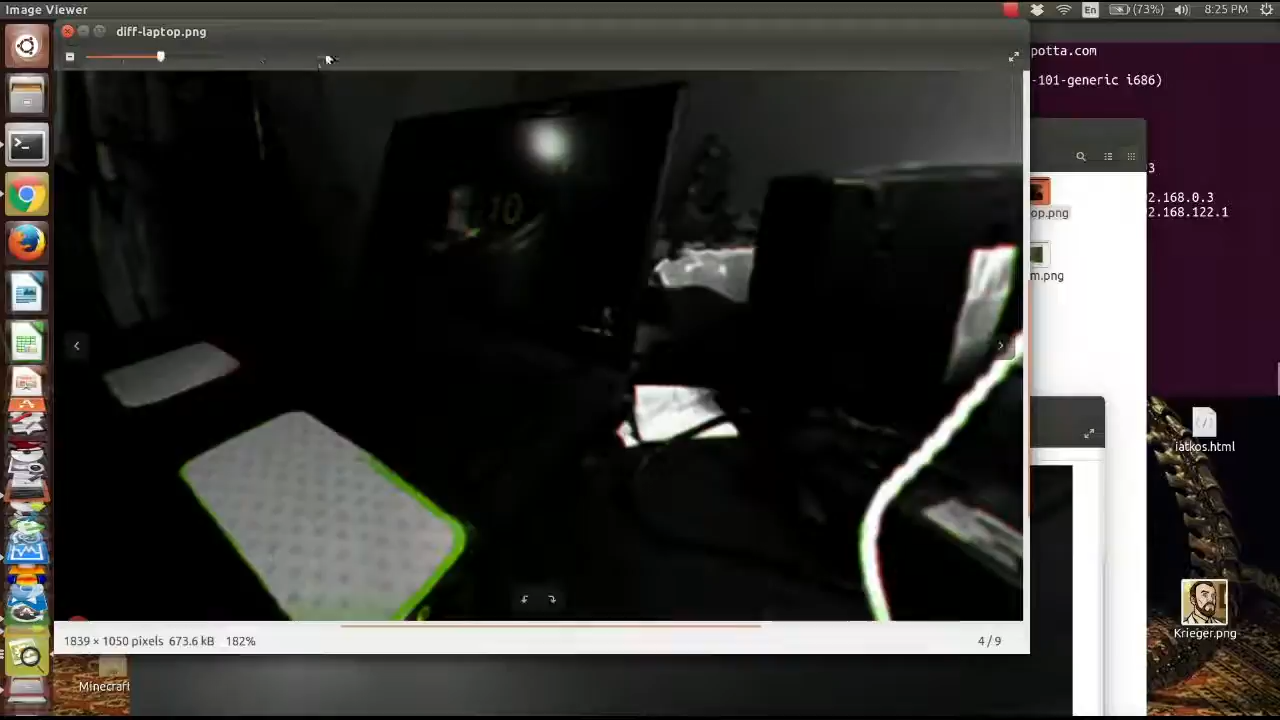 Image Viewer
En
(73%)
8:25 PM
diff-laptop.png
potta.com
-101-generic i686)
3
2.168.0.3
2.168.122.1
op.png
m.png
10
iatkos.html
Krieger.png
1839 × 1050 pixels 673.6 kB 182%
4 / 9
Minecraft